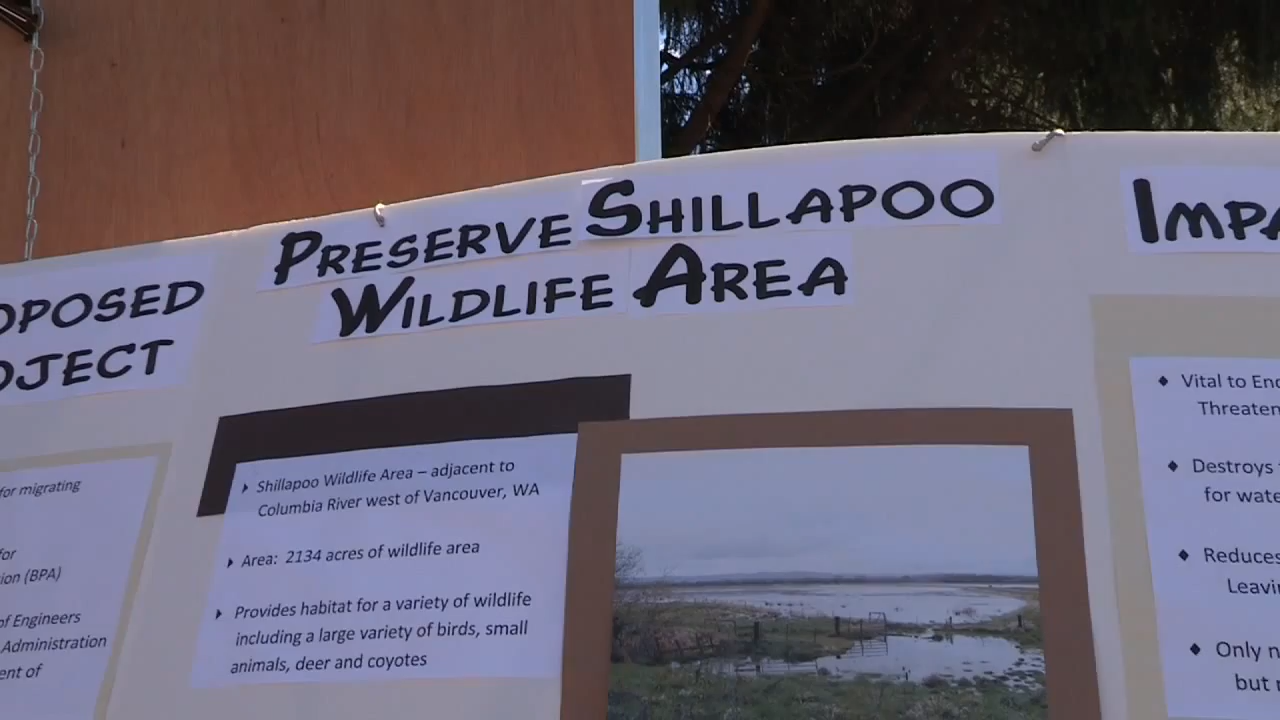 PRESERVE SHILLAPOO
WILDLIFE AREA
OPOSED
OJECT
for migrating
for
ion (BPA)
of Engineers
Administration
ent of
Shillapoo Wildlife Area – adjacent to
Columbia River west of Vancouver, WA
Area: 2134 acres of wildlife area
Provides habitat for a variety of wildlife
including a large variety of birds, small
animals, deer and coyotes
IMPA
Vital to End
Threaten
Destroys
for wate
Reduces
Leavi
Only n
but